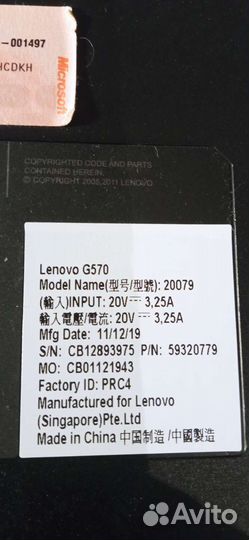 -001497
HCDKH
Microsoft
COPYRIGHTED CODE AND PARTS
CONTAINED HEREIN.
© COPYRIGHT 2005,2011 LENOVO
Lenovo G570
Model Name(型号/型號): 20079
(輸入)INPUT: 20V⎓ 3,25A
輸入電壓/電流: 20V⎓ 3,25A
Mfg Date: 11/12/19
S/N: CB12893975 P/N: 59320779
MO: CB01121943
Factory ID: PRC4
Manufactured for Lenovo
(Singapore)Pte.Ltd
Made in China 中国制造 /中國製造
Avito